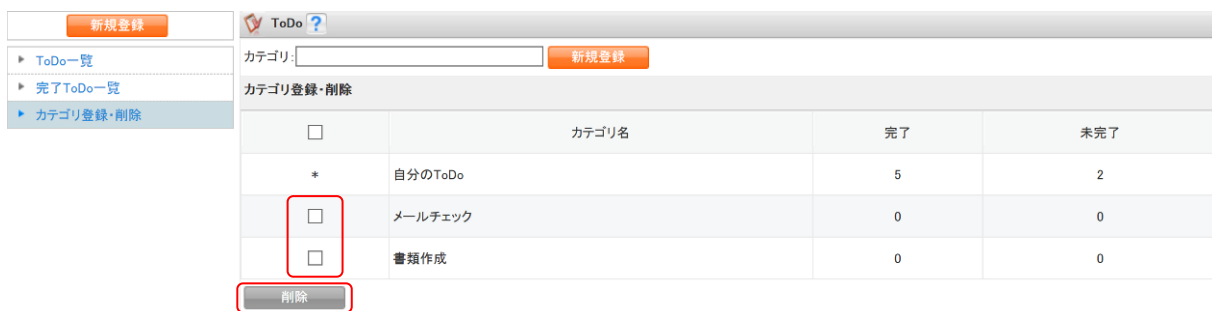 新規登録
ToDo一覧
完了ToDo一覧
カテゴリ登録・削除
ToDo ?
カテゴリ: 新規登録
カテゴリ登録・削除
カテゴリ名 完了 未完了
* 自分のToDo 5 2
メールチェック 0 0
書類作成 0 0
削除